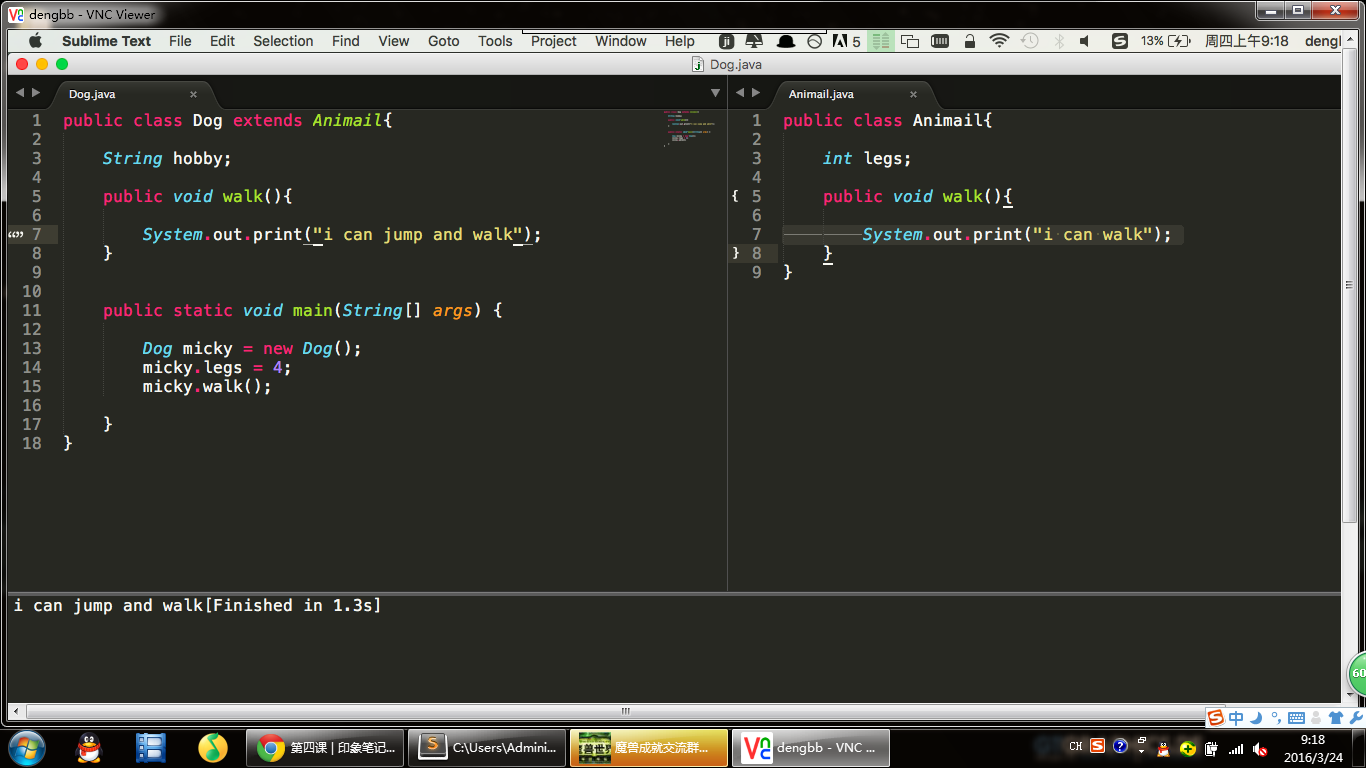 dengbb - VNC Viewer
Sublime Text File Edit Selection Find View Goto Tools Project Window Help 5 13% 周四上午9:18 dengl
Dog.java
Dog.java × Animail.java ×
1 public class Dog extends Animail{
2
3 String hobby;
4
5 public void walk(){
6
7 System.out.print("i can jump and walk");
8 }
9
10
11 public static void main(String[] args) {
12
13 Dog micky = new Dog();
14 micky.legs = 4;
15 micky.walk();
16
17 }
18 }
1 public class Animail{
2
3 int legs;
4
5 public void walk(){
6
7 System.out.print("i can walk");
8 }
9 }
i can jump and walk[Finished in 1.3s]
60
中
第四课 | 印象笔记... C:\Users\Admini... 魔兽成就交流群... dengbb - VNC ... CH 9:18
2016/3/24